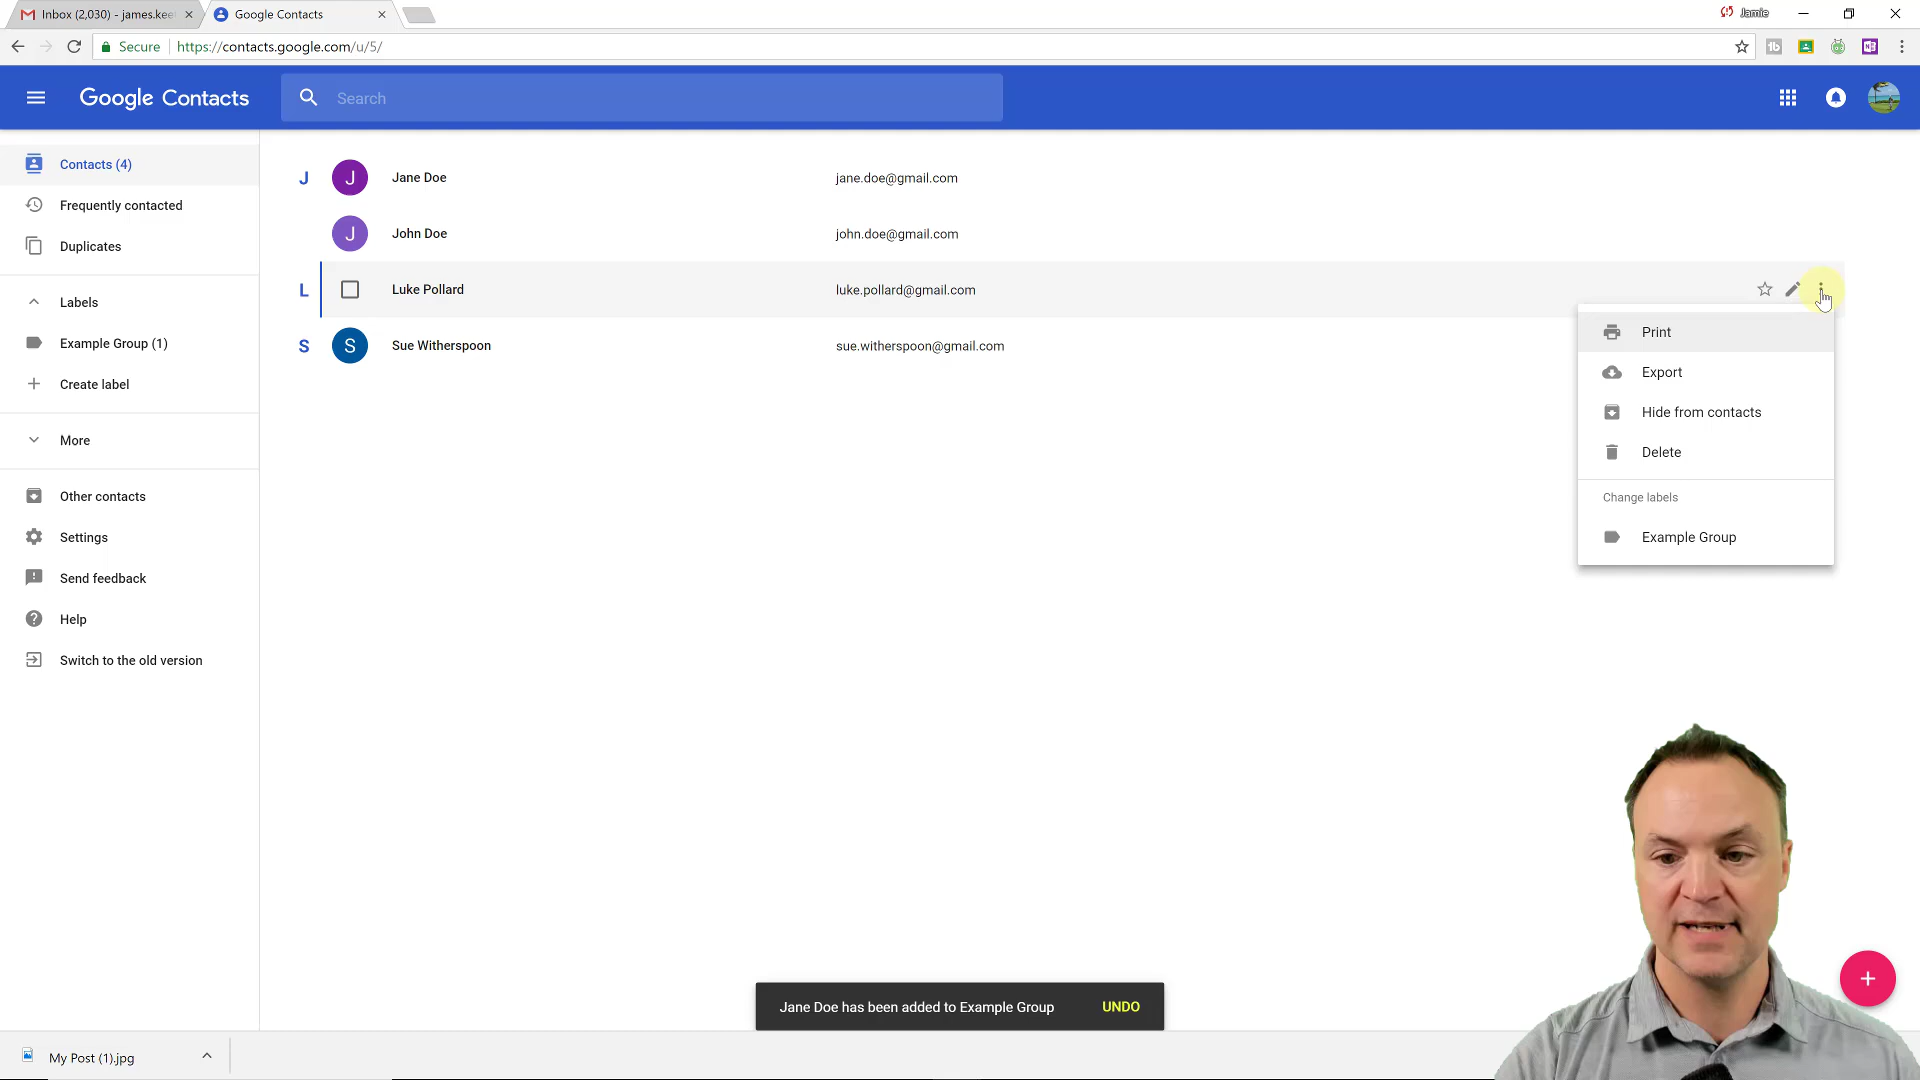 Inbox (2,030) - james.kee
Google Contacts
Jamie
Secure
https://contacts.google.com/u/5/
Google Contacts
Search
Contacts (4)
Frequently contacted
Duplicates
Labels
Example Group (1)
Create label
More
Other contacts
Settings
Send feedback
Help
Switch to the old version
J
J
Jane Doe
jane.doe@gmail.com
J
John Doe
john.doe@gmail.com
L
Luke Pollard
luke.pollard@gmail.com
S
S
Sue Witherspoon
sue.witherspoon@gmail.com
Print
Export
Hide from contacts
Delete
Change labels
Example Group
Jane Doe has been added to Example Group
UNDO
My Post (1).jpg